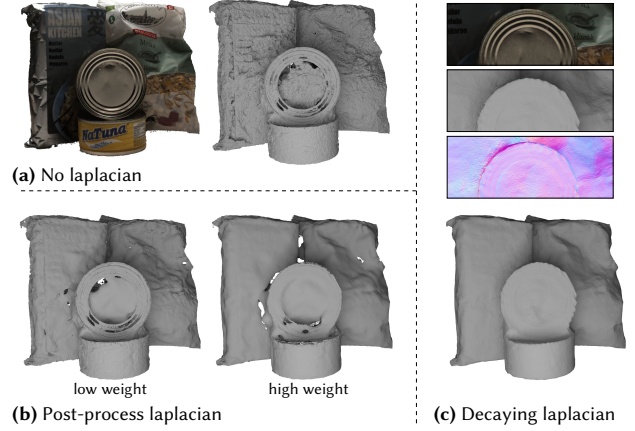 ASIAN
KITCHEN
NaTuna
(a) No laplacian
low weight
high weight
(b) Post-process laplacian
(c) Decaying laplacian